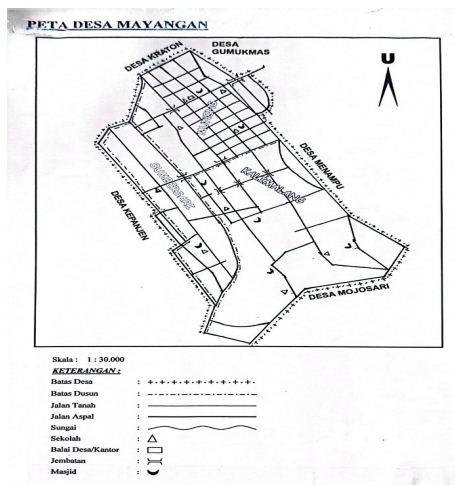 PETA DESA MAYANGAN
DESA KRATON
DESA
GUMUKMAS
U
DESA MENAMPU
KALIMALANG
DESA KEPANJEN
DESA MOJOSARI
Skala : 1 : 30.000
KETERANGAN :
Batas Desa :
Batas Dusun :
Jalan Tanah :
Jalan Aspal :
Sungai :
Sekolah :
Balai Desa/Kantor :
Jembatan :
Masjid :